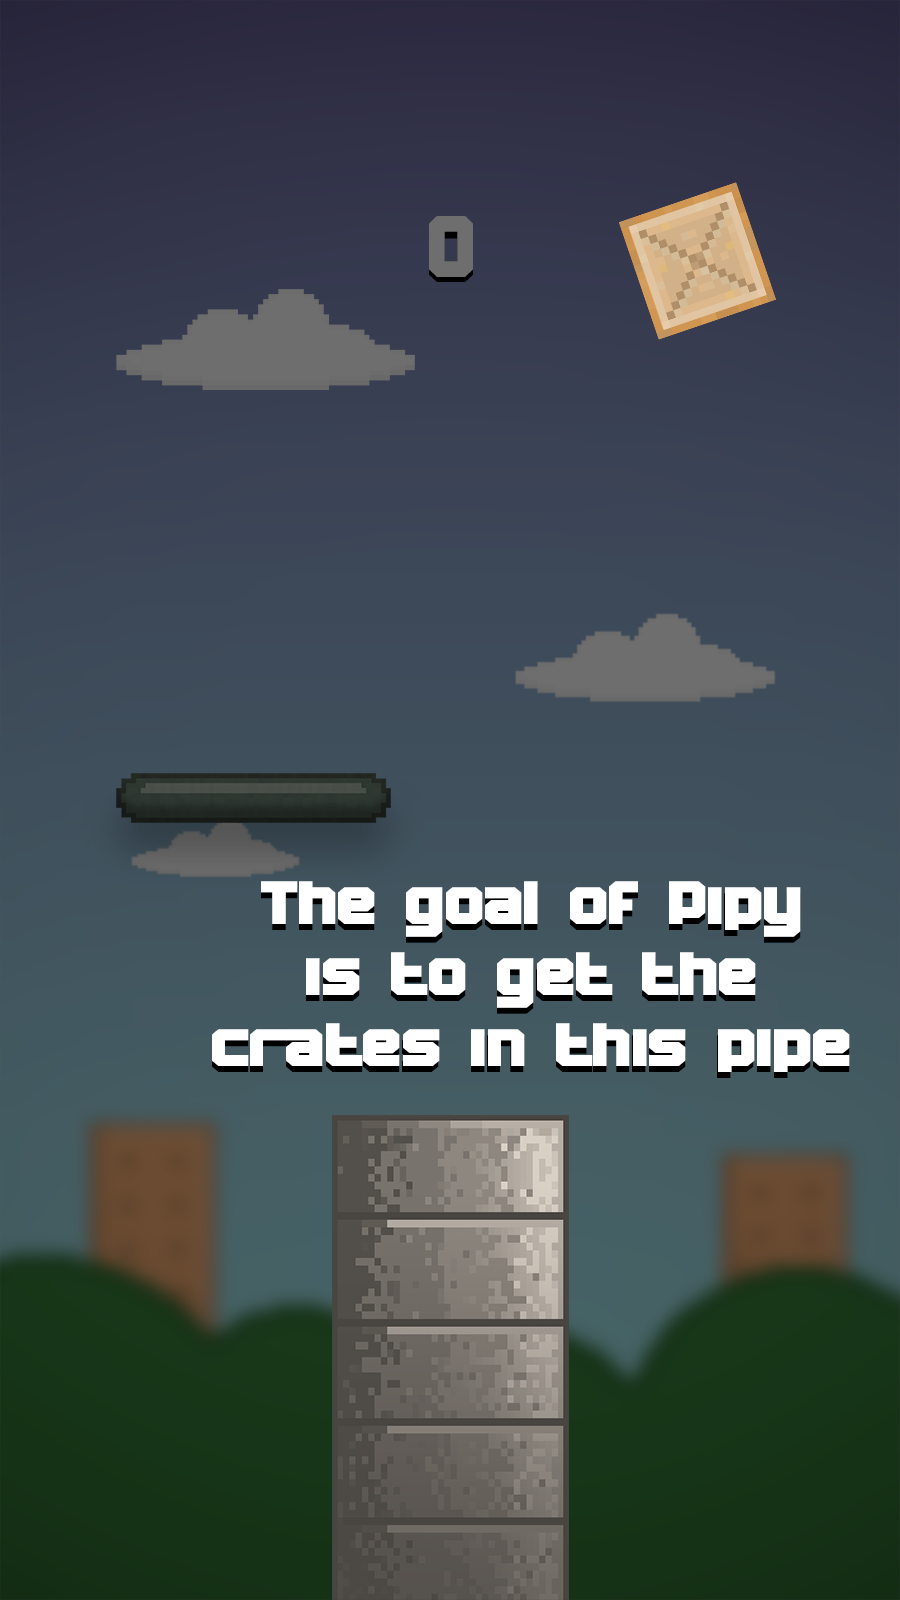 0
The goal of Pipy
is to get the
crates in this pipe